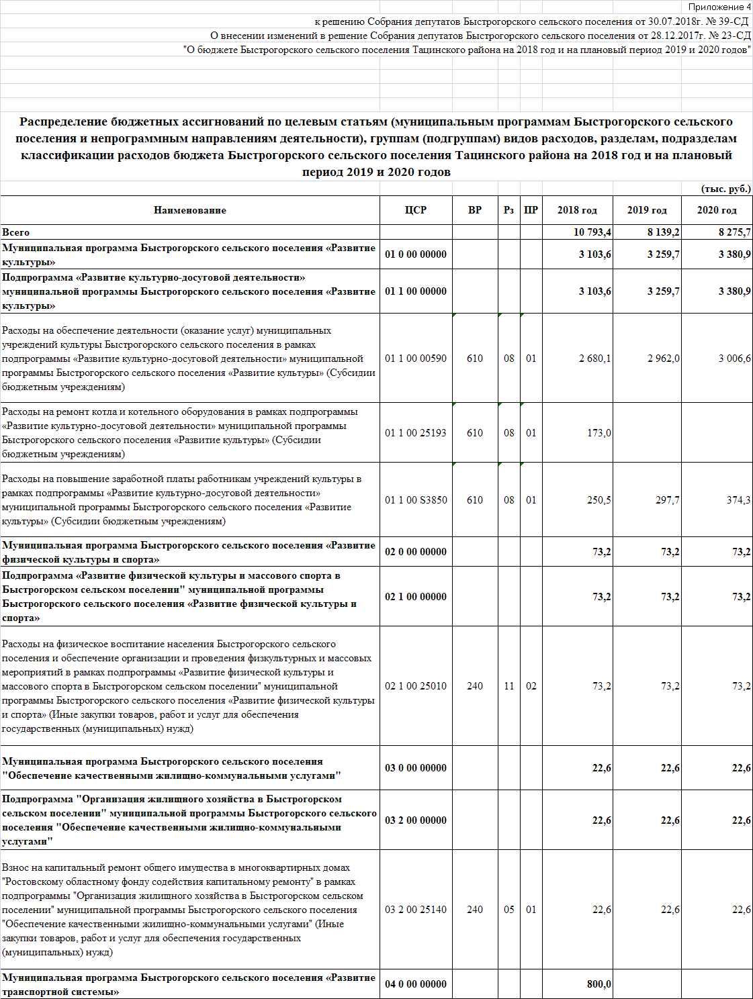 Приложение 4
к решению Собрания депутатов Быстрогорского сельского поселения от 30.07.2018г. № 39-СД
О внесении изменений в решение Собрания депутатов Быстрогорского сельского поселения от 28.12.2017г. № 23-СД
"О бюджете Быстрогорского сельского поселения Тацинского района на 2018 год и на плановый период 2019 и 2020 годов"
Распределение бюджетных ассигнований по целевым статьям (муниципальным программам Быстрогорского сельского
поселения и непрограммным направлениям деятельности), группам (подгруппам) видов расходов, разделам, подразделам
классификации расходов бюджета Быстрогорского сельского поселения Тацинского района на 2018 год и на плановый
период 2019 и 2020 годов
(тыс. руб.)
Наименование ЦСР ВР Рз ПР 2018 год 2019 год 2020 год
Всего 10 793,4 8 139,2 8 275,7
Муниципальная программа Быстрогорского сельского поселения «Развитие
культуры»
01 0 00 00000 3 103,6 3 259,7 3 380,9
Подпрограмма «Развитие культурно-досуговой деятельности»
муниципальной программы Быстрогорского сельского поселения «Развитие
культуры»
01 1 00 00000 3 103,6 3 259,7 3 380,9
Расходы на обеспечение деятельности (оказание услуг) муниципальных
учреждений культуры Быстрогорского сельского поселения в рамках
подпрограммы «Развитие культурно-досуговой деятельности» муниципальной
программы Быстрогорского сельского поселения «Развитие культуры» (Субсидии
бюджетным учреждениям)
01 1 00 00590 610 08 01 2 680,1 2 962,0 3 006,6
Расходы на ремонт котла и котельного оборудования в рамках подпрограммы
«Развитие культурно-досуговой деятельности» муниципальной программы
Быстрогорского сельского поселения «Развитие культуры» (Субсидии
бюджетным учреждениям)
01 1 00 25193 610 08 01 173,0
Расходы на повышение заработной платы работникам учреждений культуры в
рамках подпрограммы «Развитие культурно-досуговой деятельности»
муниципальной программы Быстрогорского сельского поселения «Развитие
культуры» (Субсидии бюджетным учреждениям)
01 1 00 S3850 610 08 01 250,5 297,7 374,3
Муниципальная программа Быстрогорского сельского поселения «Развитие
физической культуры и спорта»
02 0 00 00000 73,2 73,2 73,2
Подпрограмма «Развитие физической культуры и массового спорта в
Быстрогорском сельском поселении" муниципальной программы
Быстрогорского сельского поселения «Развитие физической культуры и
спорта»
02 1 00 00000 73,2 73,2 73,2
Расходы на физическое воспитание населения Быстрогорского сельского
поселения и обеспечение организации и проведения физкультурных и массовых
мероприятий в рамках подпрограммы «Развитие физической культуры и
массового спорта в Быстрогорском сельском поселении" муниципальной
программы Быстрогорского сельского поселения «Развитие физической культуры
и спорта» (Иные закупки товаров, работ и услуг для обеспечения
государственных (муниципальных) нужд)
02 1 00 25010 240 11 02 73,2 73,2 73,2
Муниципальная программа Быстрогорского сельского поселения
"Обеспечение качественными жилищно-коммунальными услугами"
03 0 00 00000 22,6 22,6 22,6
Подпрограмма "Организация жилищного хозяйства в Быстрогорском
сельском поселении" муниципальной программы Быстрогорского сельского
поселения "Обеспечение качественными жилищно-коммунальными
услугами"
03 2 00 00000 22,6 22,6 22,6
Взнос на капитальный ремонт общего имущества в многоквартирных домах
"Ростовскому областному фонду содействия капитальному ремонту" в рамках
подпрограммы "Организация жилищного хозяйства в Быстрогорском сельском
поселении" муниципальной программы Быстрогорского сельского поселения
"Обеспечение качественными жилищно-коммунальными услугами" (Иные
закупки товаров, работ и услуг для обеспечения государственных
(муниципальных) нужд)
03 2 00 25140 240 05 01 22,6 22,6 22,6
Муниципальная программа Быстрогорского сельского поселения «Развитие
транспортной системы»
04 0 00 00000 800,0